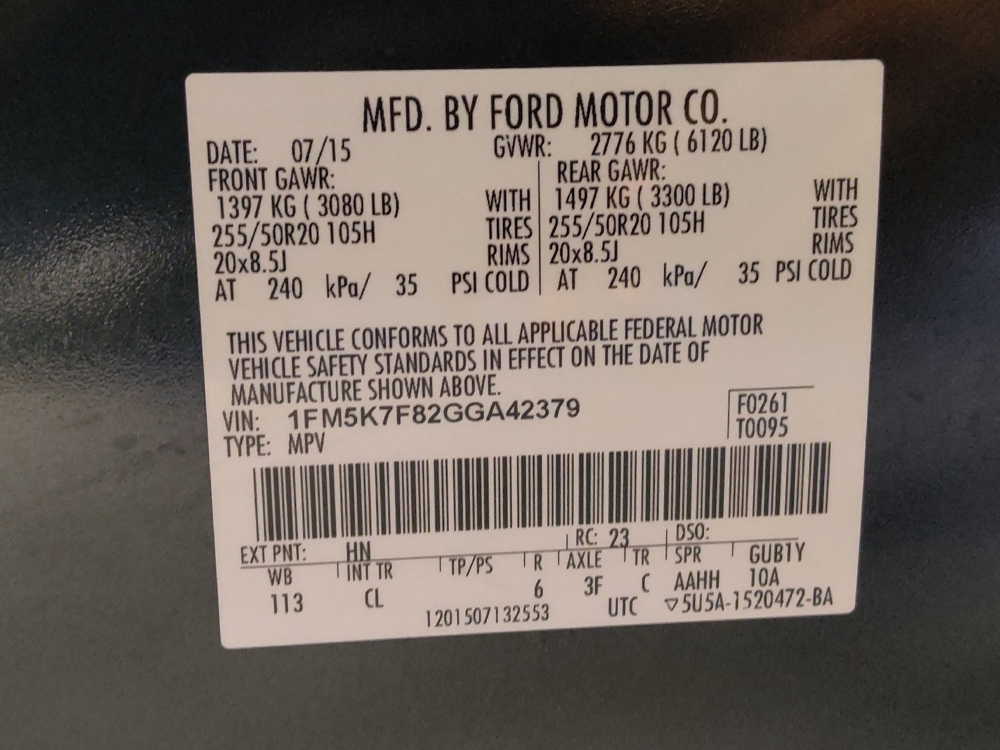 MFD. BY FORD MOTOR CO.
DATE: 07/15 GVWR: 2776 KG ( 6120 LB)
FRONT GAWR: REAR GAWR:
1397 KG ( 3080 LB) WITH 1497 KG ( 3300 LB) WITH
255/50R20 105H TIRES 255/50R20 105H TIRES
20x8.5J RIMS 20x8.5J RIMS
AT 240 kPa/ 35 PSI COLD AT 240 kPa/ 35 PSI COLD
THIS VEHICLE CONFORMS TO ALL APPLICABLE FEDERAL MOTOR
VEHICLE SAFETY STANDARDS IN EFFECT ON THE DATE OF
MANUFACTURE SHOWN ABOVE.
VIN: 1FM5K7F82GGA42379 F0261
TYPE: MPV T0095
EXT PNT: HN RC: 23 DSO:
WB INT TR TP/PS R AXLE TR SPR GUB1Y
113 CL 6 3F C AAHH 10A
1201507132553 UTC ▽5U5A-1520472-BA